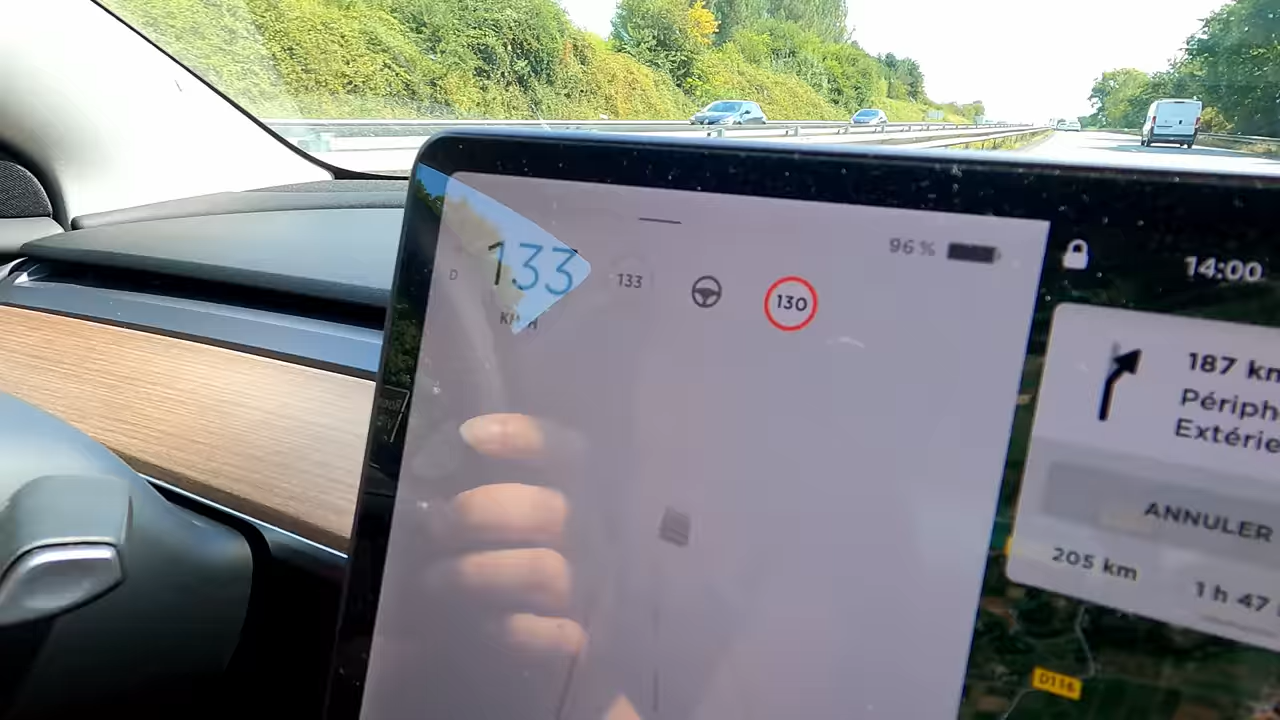 133
KM/H
D
133
130
96 %
14:00
187 km
Périph
Extérie
ANNULER
205 km
1 h 47
D116